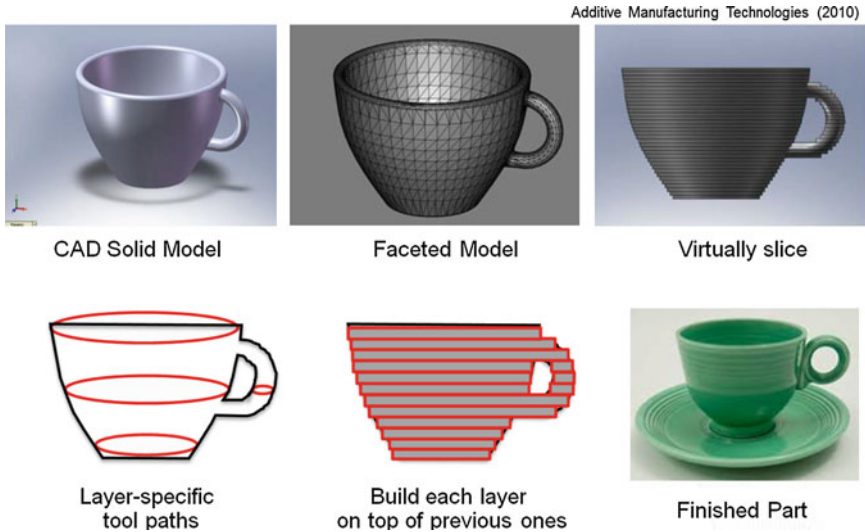 Additive Manufacturing Technologies (2010)
CAD Solid Model
Faceted Model
Virtually slice
Layer-specific
tool paths
Build each layer
on top of previous ones
Finished Part